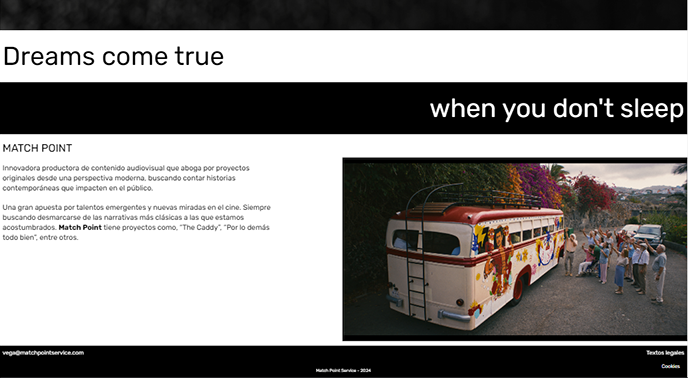 Dreams come true
when you don't sleep
MATCH POINT
Innovadora productora de contenido audiovisual que aboga por proyectos
originales desde una perspectiva moderna, buscando contar historias
contemporáneas que impacten en el público.
Una gran apuesta por talentos emergentes y nuevas miradas en el cine. Siempre
buscando desmarcarse de las narrativas más clásicas a las que estamos
acostumbrados. Match Point tiene proyectos como, "The Caddy", "Por lo demás
todo bien", entre otros.
vega@matchpointservice.com
Textos legales
Cookies
Match Point Service - 2024